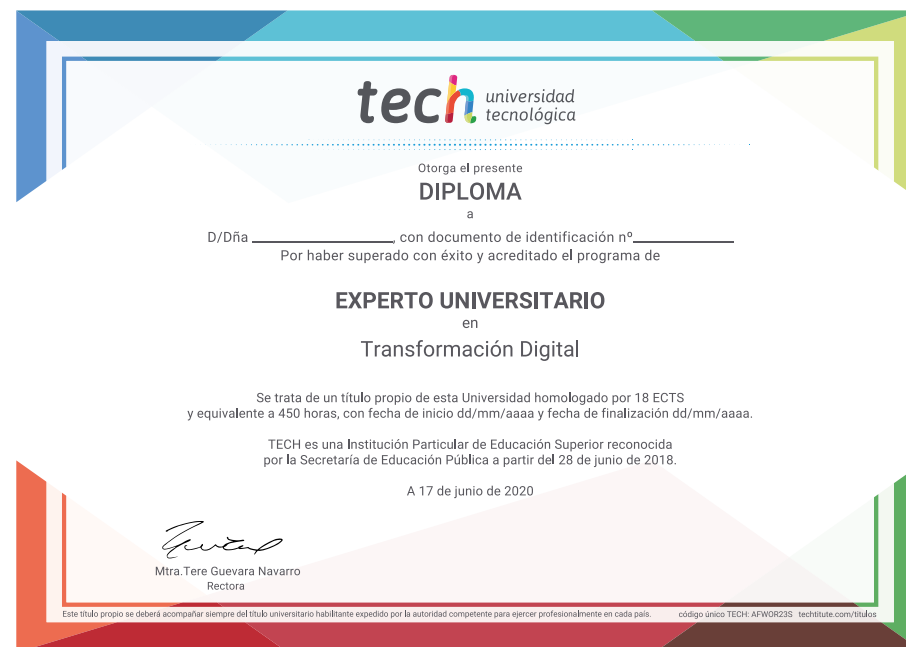 tech universidad
tecnológica
Otorga el presente
DIPLOMA
a
D/Dña , con documento de identificación nº
Por haber superado con éxito y acreditado el programa de
EXPERTO UNIVERSITARIO
en
Transformación Digital
Se trata de un título propio de esta Universidad homologado por 18 ECTS
y equivalente a 450 horas, con fecha de inicio dd/mm/aaaa y fecha de finalización dd/mm/aaaa.
TECH es una Institución Particular de Educación Superior reconocida
por la Secretaría de Educación Pública a partir del 28 de junio de 2018.
A 17 de junio de 2020
Mtra.Tere Guevara Navarro
Rectora
Este título propio se deberá acompañar siempre del título universitario habilitante expedido por la autoridad competente para ejercer profesionalmente en cada país. código único TECH: AFWOR23S techtitute.com/titulos